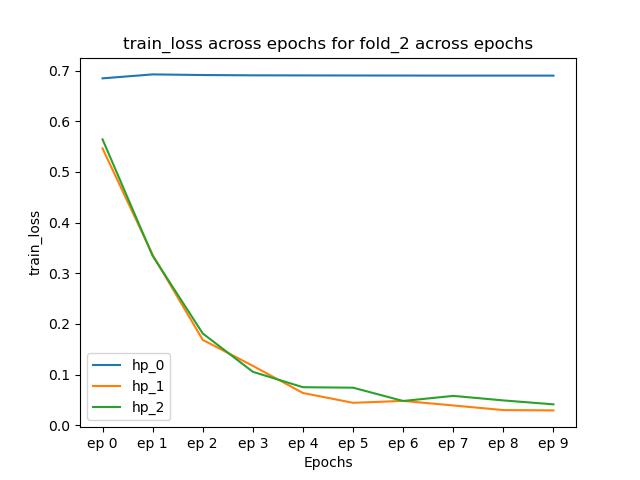 train_loss across epochs for fold_2 across epochs
0.7
0.6
0.5
0.4
0.3
0.2
0.1
0.0
train_loss
hp_0
hp_1
hp_2
ep 0 ep 1 ep 2 ep 3 ep 4 ep 5 ep 6 ep 7 ep 8 ep 9
Epochs